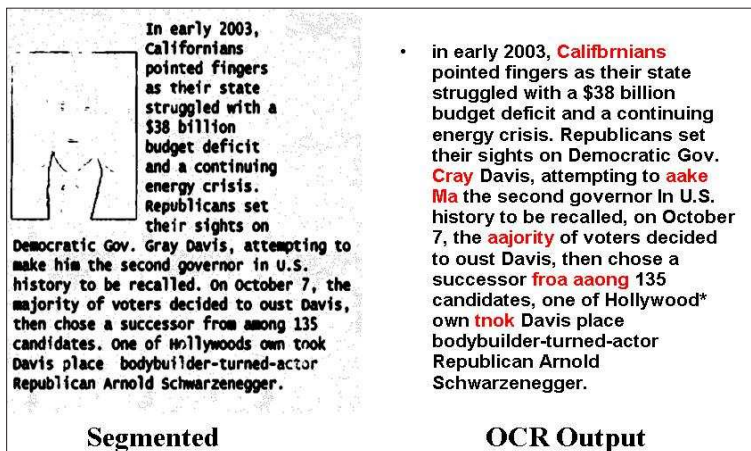 In early 2003,
Californians
pointed fingers
as their state
struggled with a
$38 billion
budget deficit
and a continuing
energy crisis.
Republicans set
their sights on
Democratic Gov. Gray Davis, attempting to
make him the second governor in U.S.
history to be recalled. On October 7, the
majority of voters decided to oust Davis,
then chose a successor from among 135
candidates. One of Hollywoods own tnok
Davis place bodybuilder-turned-actor
Republican Arnold Schwarzenegger.
Segmented
• in early 2003, Califbrnians
pointed fingers as their state
struggled with a $38 billion
budget deficit and a continuing
energy crisis. Republicans set
their sights on Democratic Gov.
Cray Davis, attempting to aake
Ma the second governor In U.S.
history to be recalled, on October
7, the aajority of voters decided
to oust Davis, then chose a
successor froa aaong 135
candidates, one of Hollywood*
own tnok Davis place
bodybuilder-turned-actor
Republican Arnold
Schwarzenegger.
OCR Output